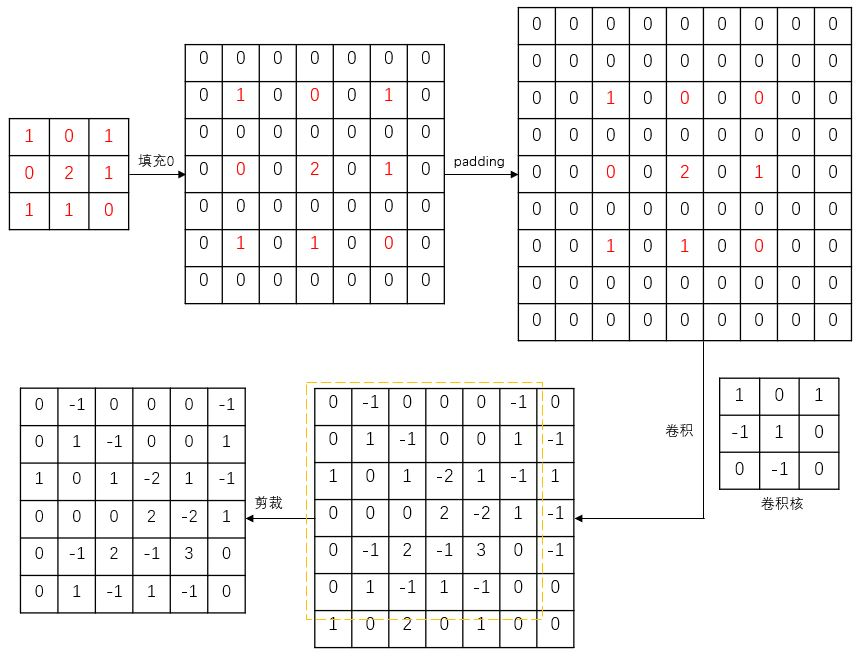 1 0 1
0 2 1
1 1 0
填充0
0 0 0 0 0 0 0
0 1 0 0 0 1 0
0 0 0 0 0 0 0
0 0 0 2 0 1 0
0 0 0 0 0 0 0
0 1 0 1 0 0 0
0 0 0 0 0 0 0
padding
0 0 0 0 0 0 0 0 0
0 0 0 0 0 0 0 0 0
0 0 1 0 0 0 0 0 0
0 0 0 0 0 0 0 0 0
0 0 0 0 2 0 1 0 0
0 0 0 0 0 0 0 0 0
0 0 1 0 1 0 0 0 0
0 0 0 0 0 0 0 0 0
0 0 0 0 0 0 0 0 0
卷积
1 0 1
-1 1 0
0 -1 0
卷积核
0 -1 0 0 0 -1 0
0 1 -1 0 0 1 -1
1 0 1 -2 1 -1 1
0 0 0 2 -2 1 -1
0 -1 2 -1 3 0 -1
0 1 -1 1 -1 0 0
1 0 2 0 1 0 0
剪裁
0 -1 0 0 0 -1
0 1 -1 0 0 1
1 0 1 -2 1 -1
0 0 0 2 -2 1
0 -1 2 -1 3 0
0 1 -1 1 -1 0